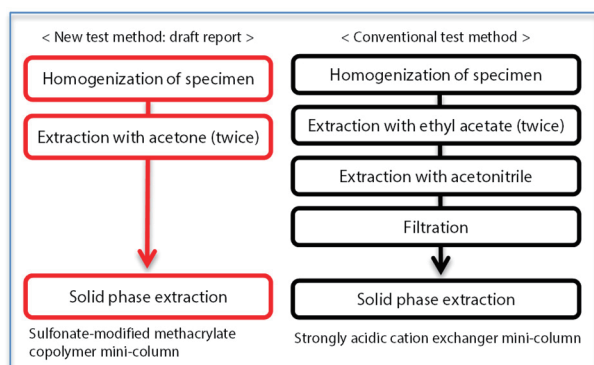 < New test method: draft report >
Homogenization of specimen
Extraction with acetone (twice)
Solid phase extraction
Sulfonate-modified methacrylate
copolymer mini-column
< Conventional test method >
Homogenization of specimen
Extraction with ethyl acetate (twice)
Extraction with acetonitrile
Filtration
Solid phase extraction
Strongly acidic cation exchanger mini-column